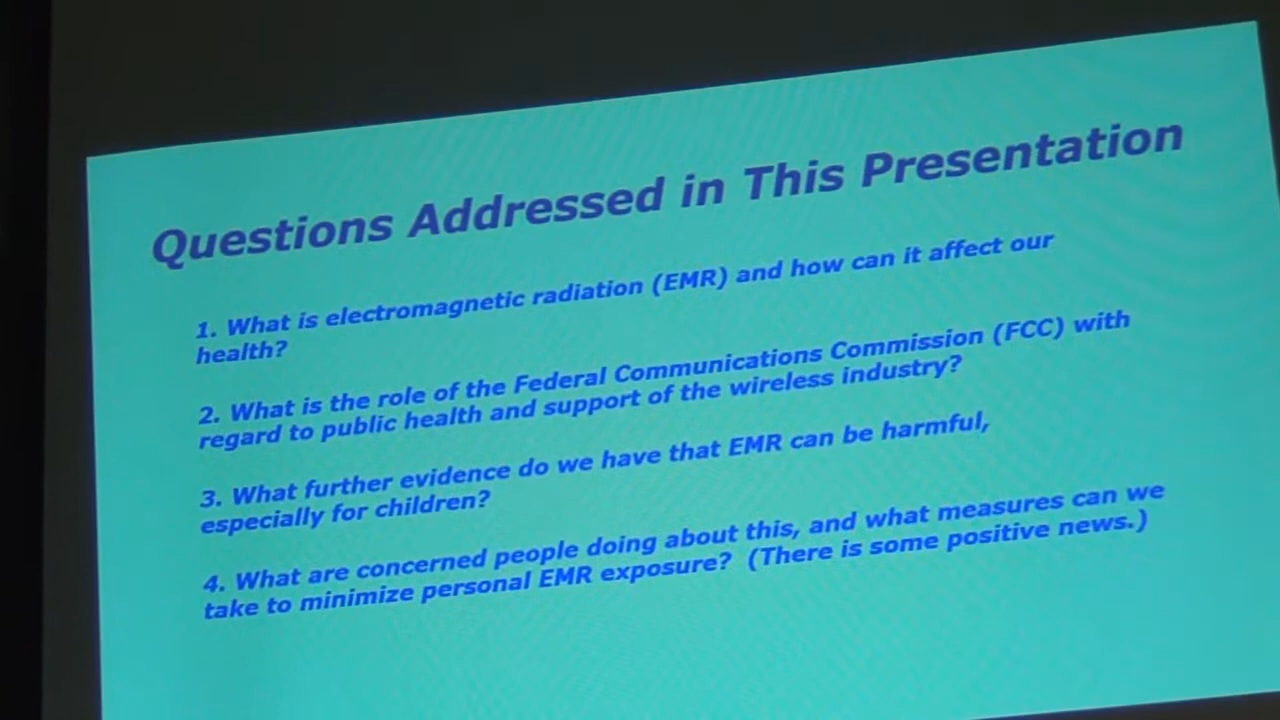 Questions Addressed in This Presentation
1. What is electromagnetic radiation (EMR) and how can it affect our
health?
2. What is the role of the Federal Communications Commission (FCC) with
regard to public health and support of the wireless industry?
3. What further evidence do we have that EMR can be harmful,
especially for children?
4. What are concerned people doing about this, and what measures can we
take to minimize personal EMR exposure? (There is some positive news.)